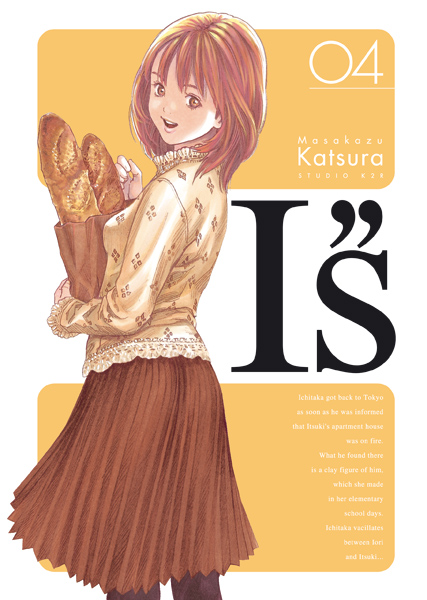 04
Masakazu
Katsura
STUDIO K2R
I"s
Ichitaka got back to Tokyo
as soon as he was informed
that Itsuki's apartment house
was on fire.
What he found there
is a clay figure of him,
which she made
in her elementary
school days.
Ichitaka vacillates
between Iori
and Itsuki...